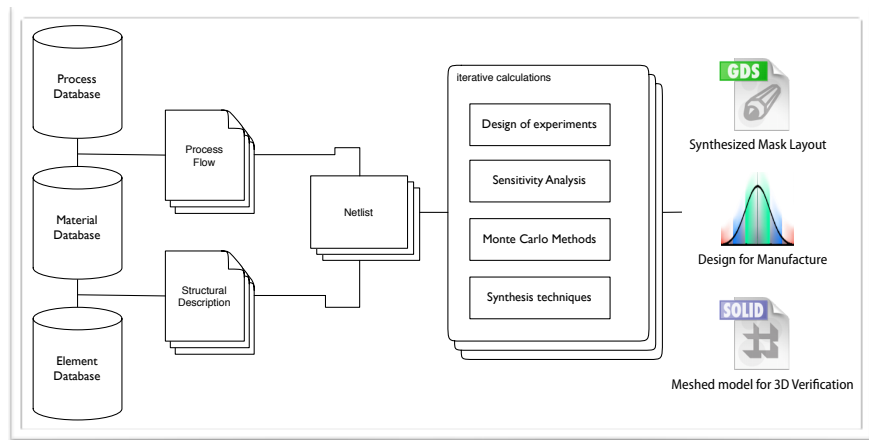 Process
Database
Material
Database
Element
Database
Process
Flow
Structural
Description
Netlist
iterative calculations
Design of experiments
Sensitivity Analysis
Monte Carlo Methods
Synthesis techniques
GDS
Synthesized Mask Layout
Design for Manufacture
SOLID
Meshed model for 3D Verification